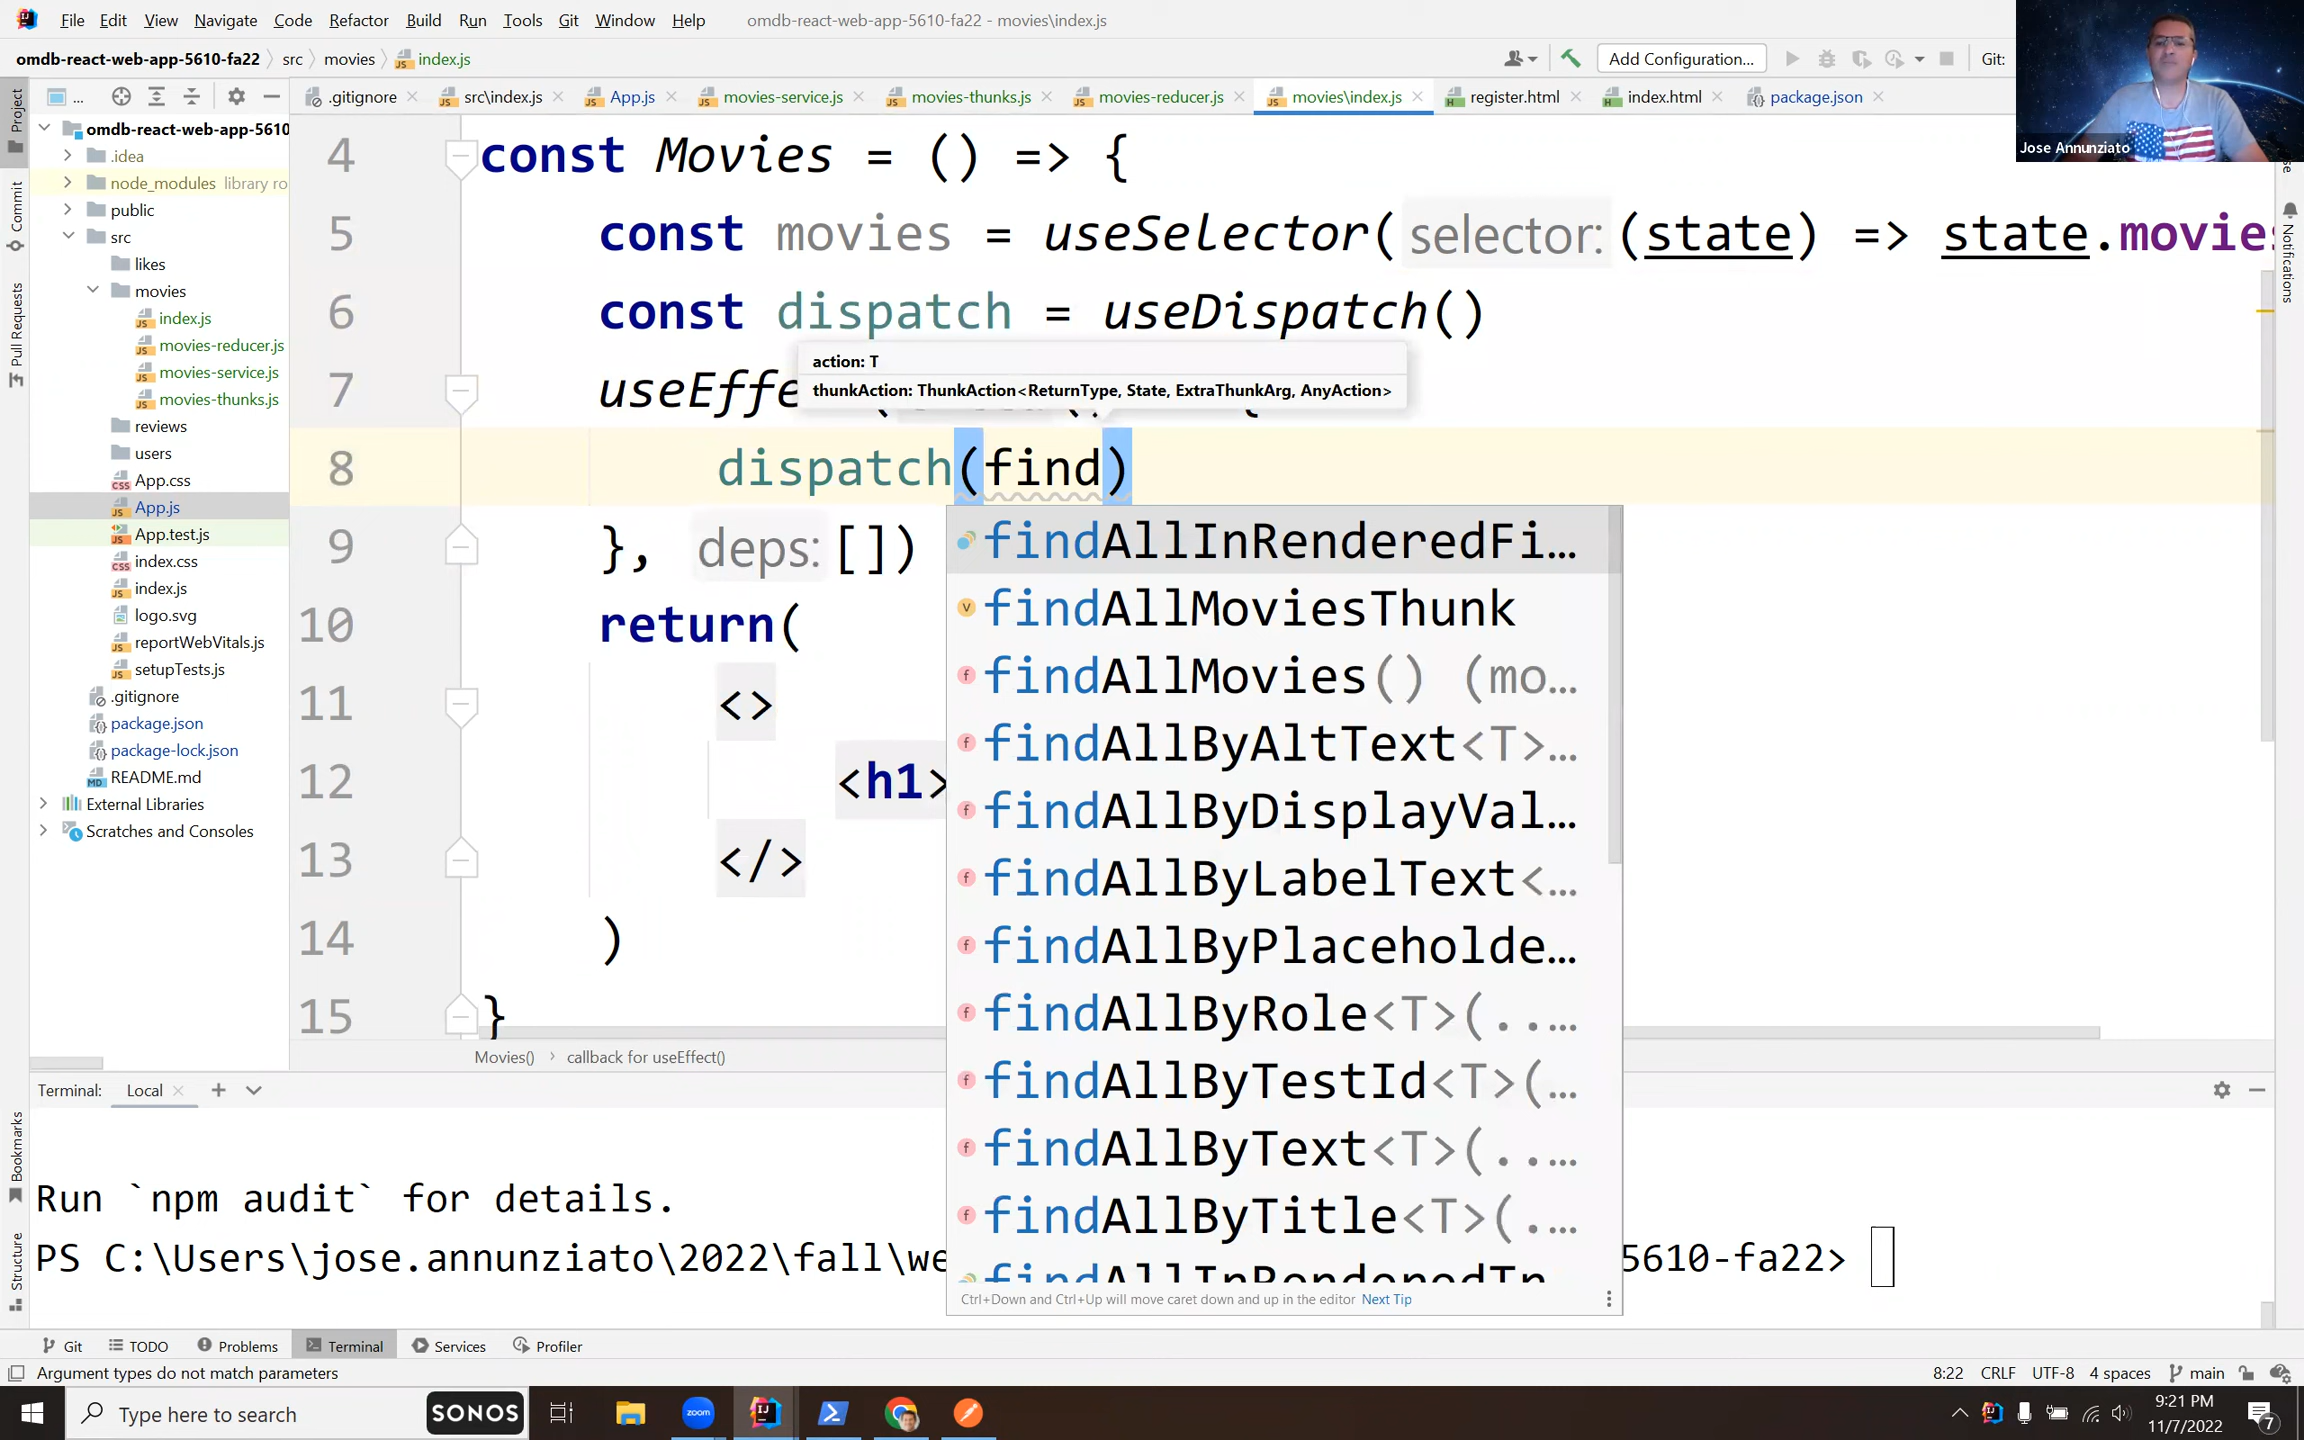 File Edit View Navigate Code Refactor Build Run Tools Git Window Help omdb-react-web-app-5610-fa22 - movies\index.js
omdb-react-web-app-5610-fa22 src movies index.js Add Configuration... Git:
Jose Annunziato
... .gitignore src\index.js App.js movies-service.js movies-thunks.js movies-reducer.js movies\index.js register.html index.html package.json
Project
Commit
Pull Requests
Bookmarks
Structure
Notifications
omdb-react-web-app-5610
.idea
node_modules library ro
public
src
likes
movies
index.js
movies-reducer.js
movies-service.js
movies-thunks.js
reviews
users
App.css
App.js
App.test.js
index.css
index.js
logo.svg
reportWebVitals.js
setupTests.js
.gitignore
package.json
package-lock.json
README.md
External Libraries
Scratches and Consoles
4 const Movies = () => {
5 const movies = useSelector( selector: (state) => state.movies
6 const dispatch = useDispatch()
action: T
thunkAction: ThunkAction<ReturnType, State, ExtraThunkArg, AnyAction>
7 useEffe
8 dispatch(find)
9 }, deps: [])
10 return(
11 <>
12 <h1>
13 </>
14 )
15 }
findAllInRenderedFi...
findAllMoviesThunk
findAllMovies() (mo...
findAllByAltText<T>...
findAllByDisplayVal...
findAllByLabelText<...
findAllByPlaceholde...
findAllByRole<T>(..…
findAllByTestId<T>(...
findAllByText<T>(..…
findAllByTitle<T>(.…
findAllInRenderedTn
Ctrl+Down and Ctrl+Up will move caret down and up in the editor Next Tip
Movies() callback for useEffect()
Terminal: Local
Run `npm audit` for details.
PS C:\Users\jose.annunziato\2022\fall\we 5610-fa22>
Git TODO Problems Terminal Services Profiler
Argument types do not match parameters 8:22 CRLF UTF-8 4 spaces main
Type here to search SONOS zoom 9:21 PM
11/7/2022 7